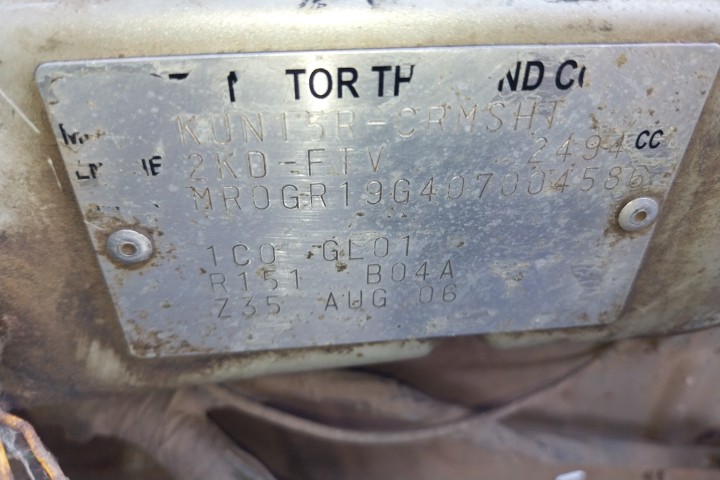 TOR TH ND CO
KUN15R-CRMSHT
2KD-FTV 2494 CC
MR0GR19G407004586
1C0 GL01
R151 B04A
Z35 AUG 06